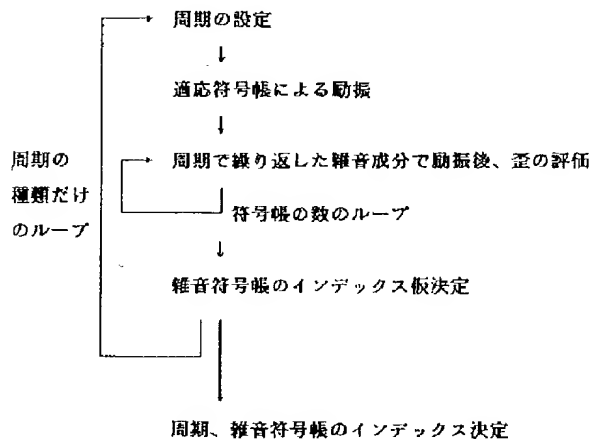 周期の設定
適応符号帳による励振
周期で繰り返した雑音成分で励振後、歪の評価
周期の
種類だけ
のループ
符号帳の数のループ
雑音符号帳のインデックス仮決定
周期、雑音符号帳のインデックス決定